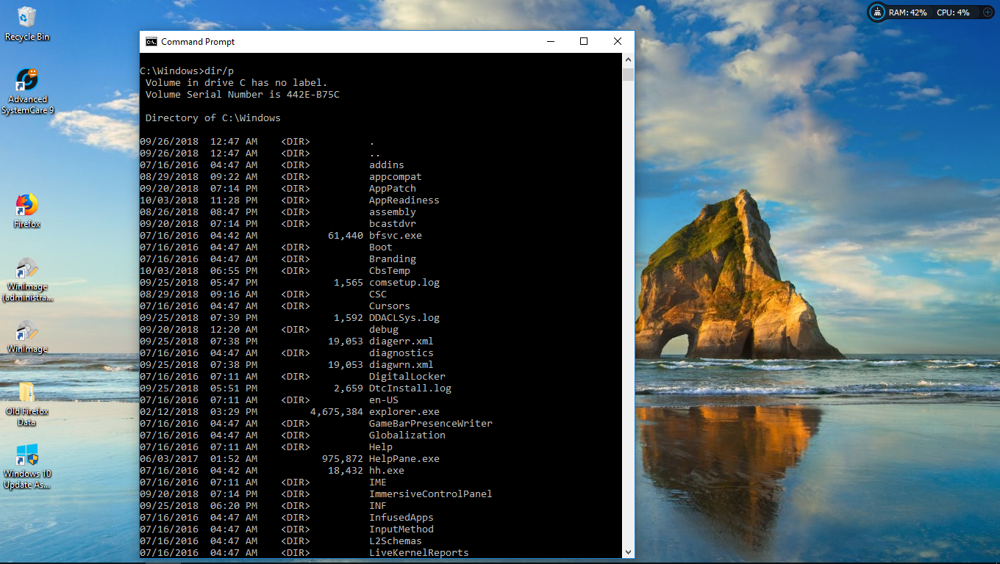 Recycle Bin
Advanced
SystemCare 9
Firefox
WinImage
(administra...
WinImage
Old Firefox
Data
Windows 10
Update As...
RAM: 42% CPU: 4%
Command Prompt
C:\Windows>dir/p
 Volume in drive C has no label.
 Volume Serial Number is 442E-B75C
 Directory of C:\Windows
09/26/2018  12:47 AM    <DIR>          .
09/26/2018  12:47 AM    <DIR>          ..
07/16/2016  04:47 AM    <DIR>          addins
08/29/2018  09:22 AM    <DIR>          appcompat
09/20/2018  07:14 PM    <DIR>          AppPatch
10/03/2018  11:28 PM    <DIR>          AppReadiness
08/26/2018  08:47 PM    <DIR>          assembly
09/20/2018  07:14 PM    <DIR>          bcastdvr
07/16/2016  04:42 AM            61,440 bfsvc.exe
07/16/2016  04:47 AM    <DIR>          Boot
07/16/2016  04:47 AM    <DIR>          Branding
10/03/2018  06:55 PM    <DIR>          CbsTemp
09/25/2018  05:47 PM             1,565 comsetup.log
08/29/2018  09:16 AM    <DIR>          CSC
07/16/2016  04:47 AM    <DIR>          Cursors
09/25/2018  07:39 PM             1,592 DDACLSys.log
09/20/2018  12:20 AM    <DIR>          debug
09/25/2018  07:38 PM            19,053 diagerr.xml
07/16/2016  04:47 AM    <DIR>          diagnostics
09/25/2018  07:38 PM            19,053 diagwrn.xml
07/16/2016  07:11 AM    <DIR>          DigitalLocker
09/25/2018  05:51 PM             2,659 DtcInstall.log
07/16/2016  07:11 AM    <DIR>          en-US
02/12/2018  03:29 PM         4,675,384 explorer.exe
07/16/2016  04:47 AM    <DIR>          GameBarPresenceWriter
07/16/2016  04:47 AM    <DIR>          Globalization
07/16/2016  07:11 AM    <DIR>          Help
06/03/2017  01:52 AM           975,872 HelpPane.exe
07/16/2016  04:42 AM            18,432 hh.exe
07/16/2016  07:11 AM    <DIR>          IME
09/20/2018  07:14 PM    <DIR>          ImmersiveControlPanel
09/25/2018  06:20 PM    <DIR>          INF
07/16/2016  04:47 AM    <DIR>          InfusedApps
07/16/2016  04:47 AM    <DIR>          InputMethod
07/16/2016  04:47 AM    <DIR>          L2Schemas
07/16/2016  04:47 AM    <DIR>          LiveKernelReports